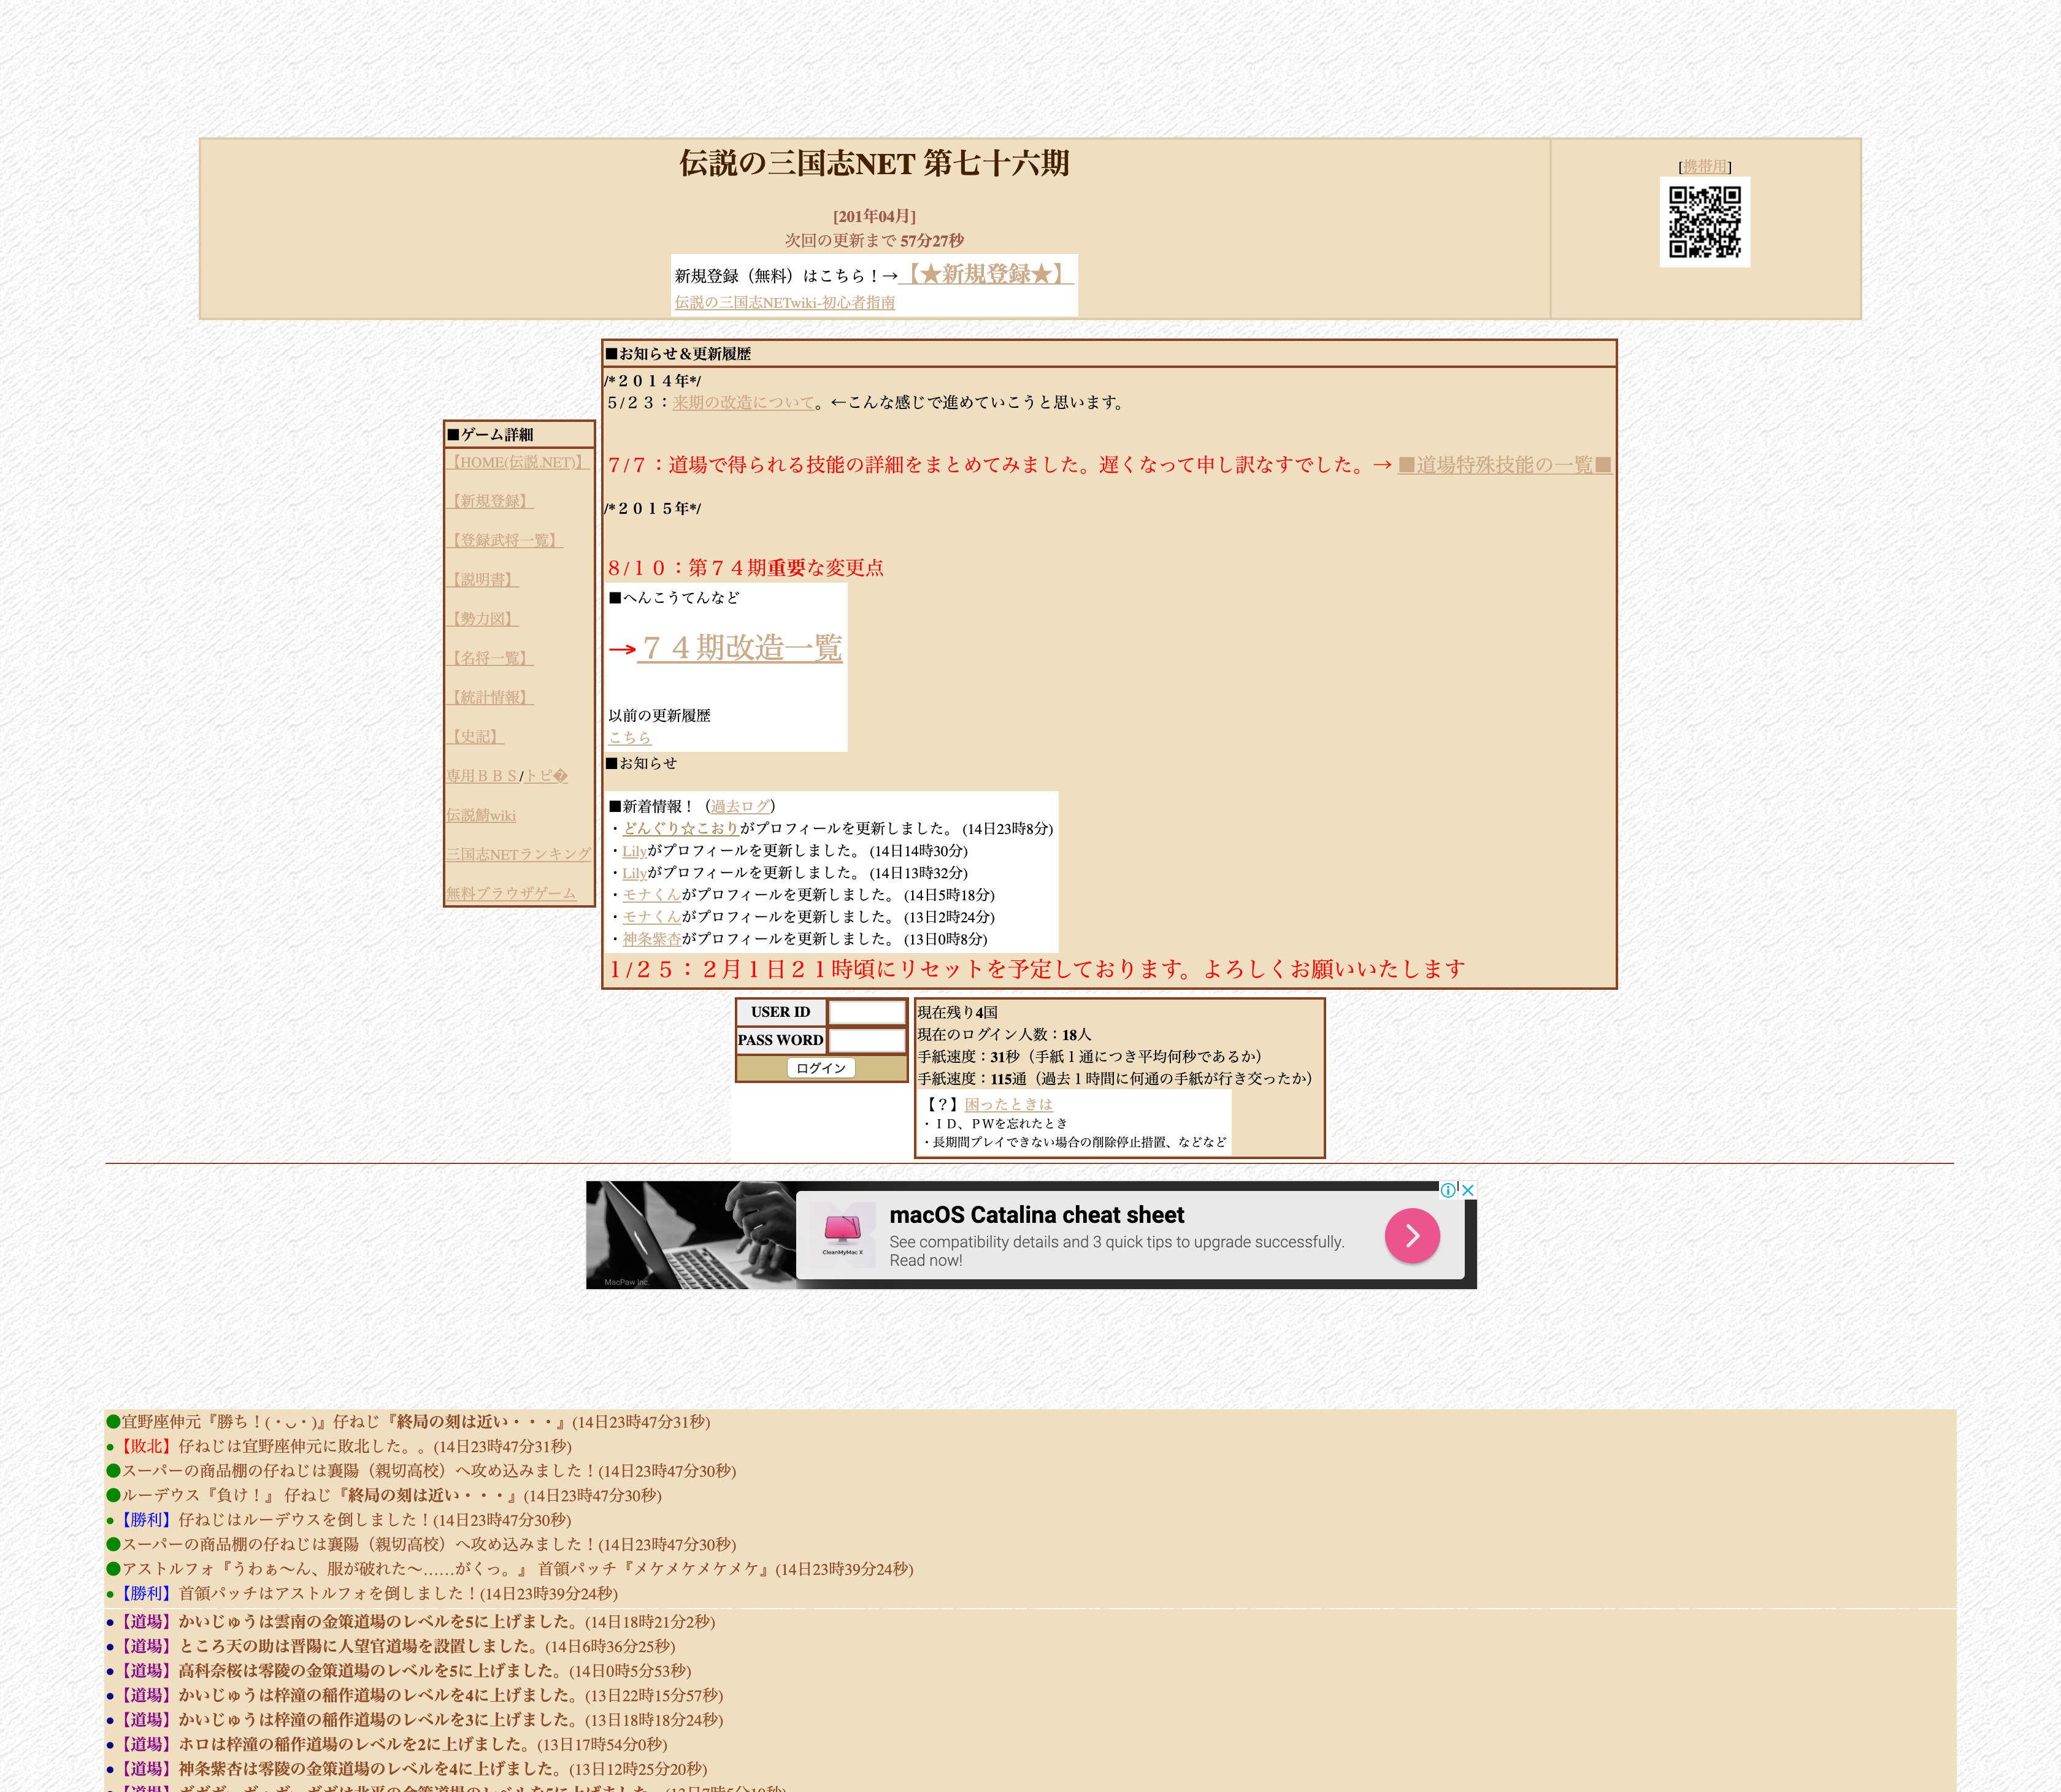 伝説の三国志NET 第七十六期
[201年04月]
次回の更新まで 57分27秒
新規登録（無料）はこちら！→【★新規登録★】
伝説の三国志NETwiki-初心者指南
[携帯用]
■ゲーム詳細
【HOME(伝説.NET)】
【新規登録】
【登録武将一覧】
【説明書】
【勢力図】
【名将一覧】
【統計情報】
【史記】
専用ＢＢＳ/トピ�
伝説鯖wiki
三国志NETランキング
無料ブラウザゲーム
■お知らせ＆更新履歴
/*２０１４年*/
５/２３：来期の改造について。←こんな感じで進めていこうと思います。
７/７：道場で得られる技能の詳細をまとめてみました。遅くなって申し訳なすでした。→ ■道場特殊技能の一覧■
/*２０１５年*/
８/１０：第７４期重要な変更点
■へんこうてんなど
→７４期改造一覧
以前の更新履歴
こちら
■お知らせ
■新着情報！（過去ログ）
・どんぐり☆こおりがプロフィールを更新しました。 (14日23時8分)
・Lilyがプロフィールを更新しました。 (14日14時30分)
・Lilyがプロフィールを更新しました。 (14日13時32分)
・モナくんがプロフィールを更新しました。 (14日5時18分)
・モナくんがプロフィールを更新しました。 (13日2時24分)
・神条紫杏がプロフィールを更新しました。 (13日0時8分)
１/２５：２月１日２１時頃にリセットを予定しております。よろしくお願いいたします
USER ID
PASS WORD
ログイン
現在残り4国
現在のログイン人数：18人
手紙速度：31秒（手紙１通につき平均何秒であるか）
手紙速度：115通（過去１時間に何通の手紙が行き交ったか）
【？】困ったときは
・ＩＤ、ＰＷを忘れたとき
・長期間プレイできない場合の削除停止措置、などなど
macOS Catalina cheat sheet
See compatibility details and 3 quick tips to upgrade successfully.
Read now!
CleanMyMac X
MacPaw Inc.
●宜野座伸元『勝ち！(・◡・)』仔ねじ『終局の刻は近い・・・』(14日23時47分31秒)
●【敗北】仔ねじは宜野座伸元に敗北した。。(14日23時47分31秒)
●スーパーの商品棚の仔ねじは襄陽（親切高校）へ攻め込みました！(14日23時47分30秒)
●ルーデウス『負け！』 仔ねじ『終局の刻は近い・・・』(14日23時47分30秒)
●【勝利】仔ねじはルーデウスを倒しました！(14日23時47分30秒)
●スーパーの商品棚の仔ねじは襄陽（親切高校）へ攻め込みました！(14日23時47分30秒)
●アストルフォ『うわぁ～ん、服が破れた～……がくっ。』 首領パッチ『メケメケメケメケ』(14日23時39分24秒)
●【勝利】首領パッチはアストルフォを倒しました！(14日23時39分24秒)
●【道場】かいじゅうは雲南の金策道場のレベルを5に上げました。(14日18時21分2秒)
●【道場】ところ天の助は晋陽に人望官道場を設置しました。(14日6時36分25秒)
●【道場】高科奈桜は零陵の金策道場のレベルを5に上げました。(14日0時5分53秒)
●【道場】かいじゅうは梓潼の稲作道場のレベルを4に上げました。(13日22時15分57秒)
●【道場】かいじゅうは梓潼の稲作道場のレベルを3に上げました。(13日18時18分24秒)
●【道場】ホロは梓潼の稲作道場のレベルを2に上げました。(13日17時54分0秒)
●【道場】神条紫杏は零陵の金策道場のレベルを4に上げました。(13日12時25分20秒)